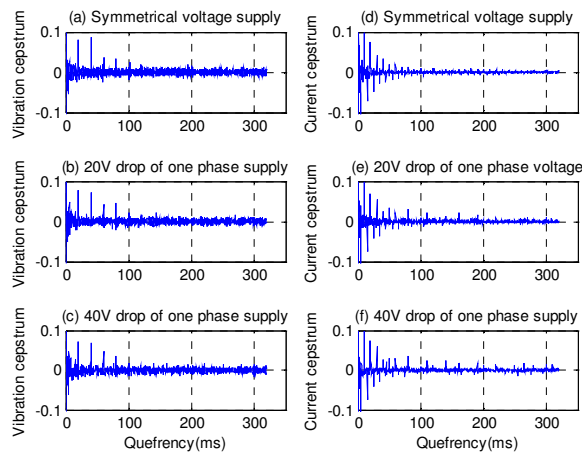 (a) Symmetrical voltage supply
Vibration cepstrum
0.1
0
-0.1
0 100 200 300
(d) Symmetrical voltage supply
Current cepstrum
0.1
0
-0.1
0 100 200 300
(b) 20V drop of one phase supply
Vibration cepstrum
0.1
0
-0.1
0 100 200 300
(e) 20V drop of one phase voltage
Current cepstrum
0.1
0
-0.1
0 100 200 300
(c) 40V drop of one phase supply
Vibration cepstrum
0.1
0
-0.1
0 100 200 300
Quefrency(ms)
(f) 40V drop of one phase supply
Current cepstrum
0.1
0
-0.1
0 100 200 300
Quefrency(ms)